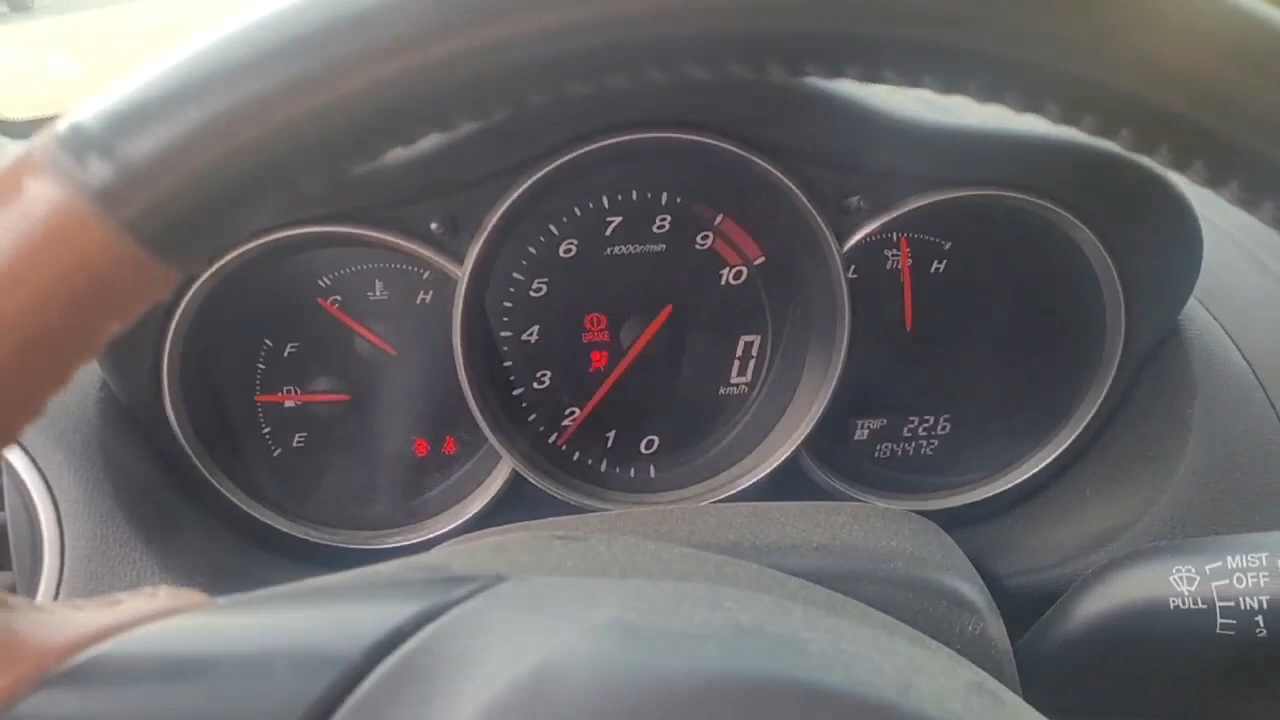 C H
F
E
7 8
6 9
x1000r/min
5 10
4
3
2
1 0
BRAKE
0
km/h
L H
TRIP 22.6
A
184472
MIST
OFF
PULL INT
1
2